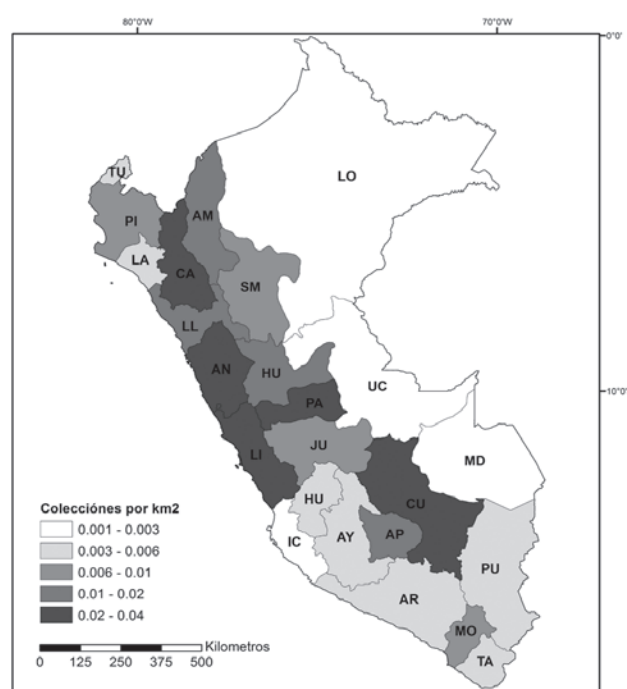 80°0'W 70°0'W
0°0'
TU
LO
AM
PI
LA
CA
SM
LL
HU
AN
UC
10°0'
PA
JU
LI
MD
HU
CU
IC
AY
AP
PU
AR
MO
TA
Colecciónes por km2
0.001 - 0.003
0.003 - 0.006
0.006 - 0.01
0.01 - 0.02
0.02 - 0.04
Kilometros
0 125 250 375 500